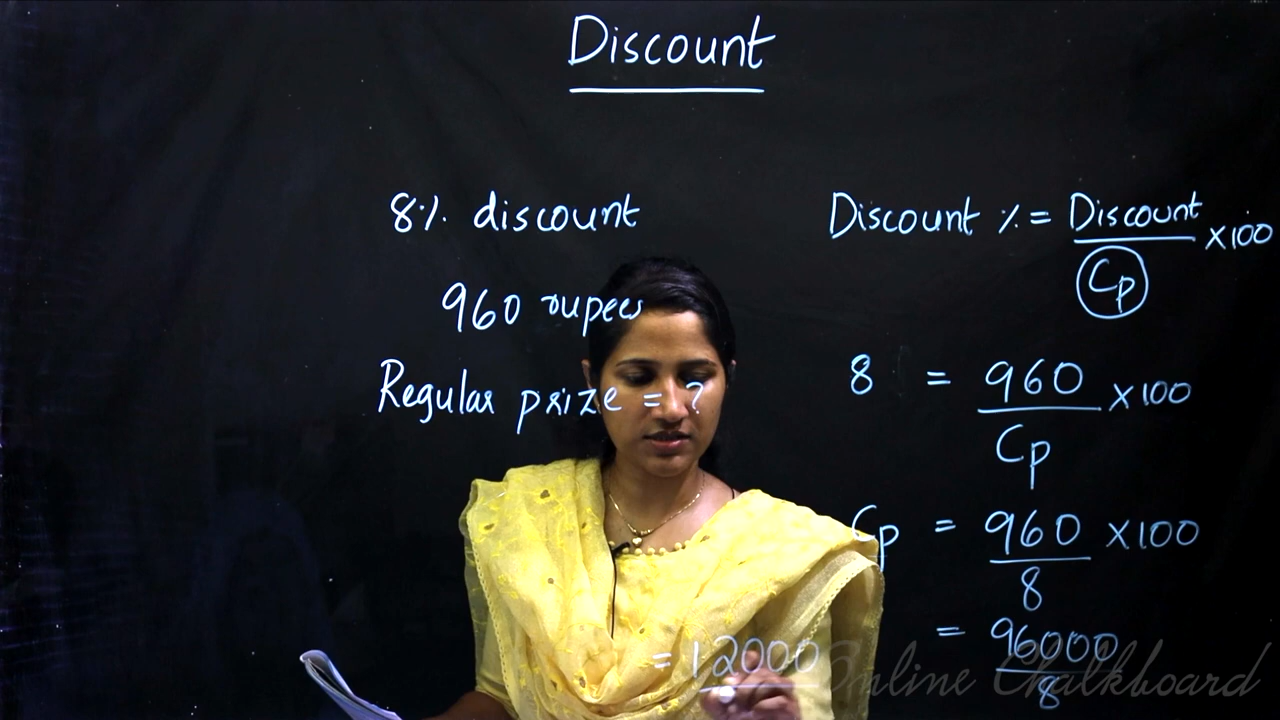 Discount
8% discount
960 rupees
Regular prize = ?
Discount % = Discount / Cp ×100
8 = 960 / Cp ×100
Cp = 960 / 8 ×100
= 96000 / 8
= 12000
Online Chalkboard